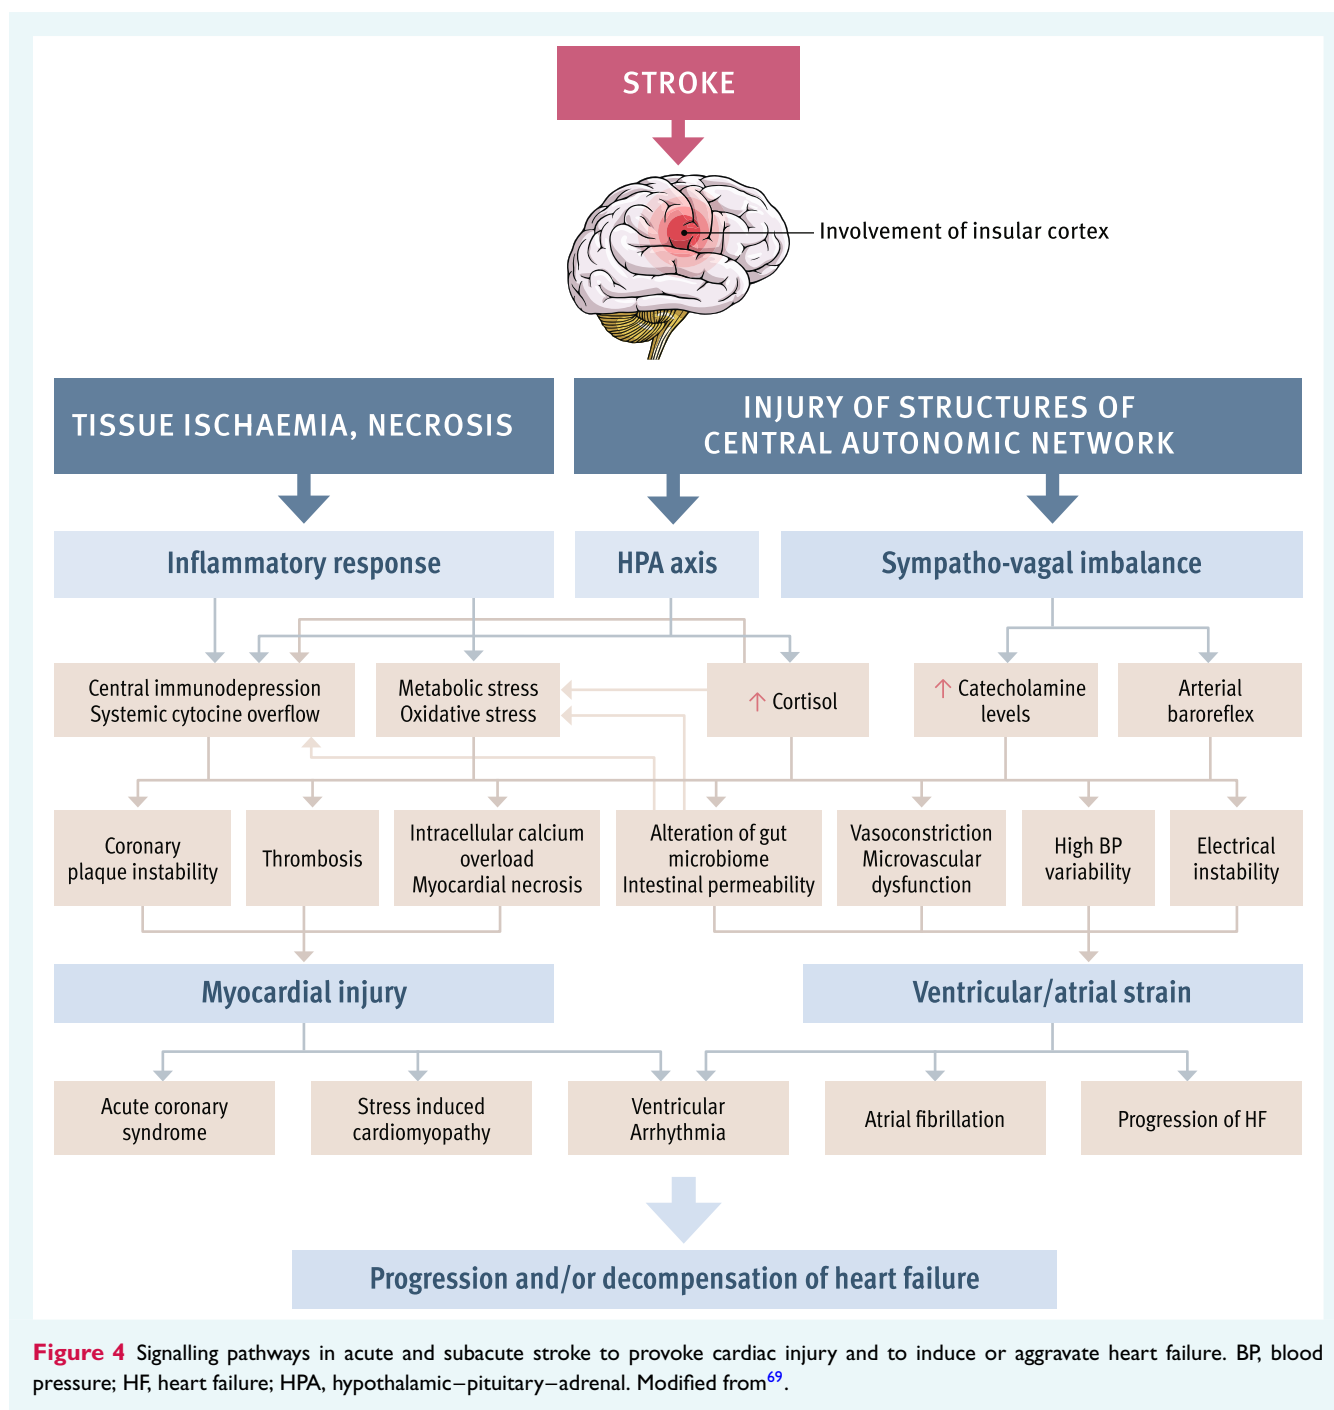 STROKE
Involvement of insular cortex
TISSUE ISCHAEMIA, NECROSIS
INJURY OF STRUCTURES OF
CENTRAL AUTONOMIC NETWORK
Inflammatory response
HPA axis
Sympatho-vagal imbalance
Central immunodepression
Systemic cytocine overflow
Metabolic stress
Oxidative stress
↑ Cortisol
↑ Catecholamine
levels
Arterial
baroreflex
Coronary
plaque instability
Thrombosis
Intracellular calcium
overload
Myocardial necrosis
Alteration of gut
microbiome
Intestinal permeability
Vasoconstriction
Microvascular
dysfunction
High BP
variability
Electrical
instability
Myocardial injury
Ventricular/atrial strain
Acute coronary
syndrome
Stress induced
cardiomyopathy
Ventricular
Arrhythmia
Atrial fibrillation
Progression of HF
Progression and/or decompensation of heart failure
Figure 4 Signalling pathways in acute and subacute stroke to provoke cardiac injury and to induce or aggravate heart failure. BP, blood
pressure; HF, heart failure; HPA, hypothalamic–pituitary–adrenal. Modified from69.